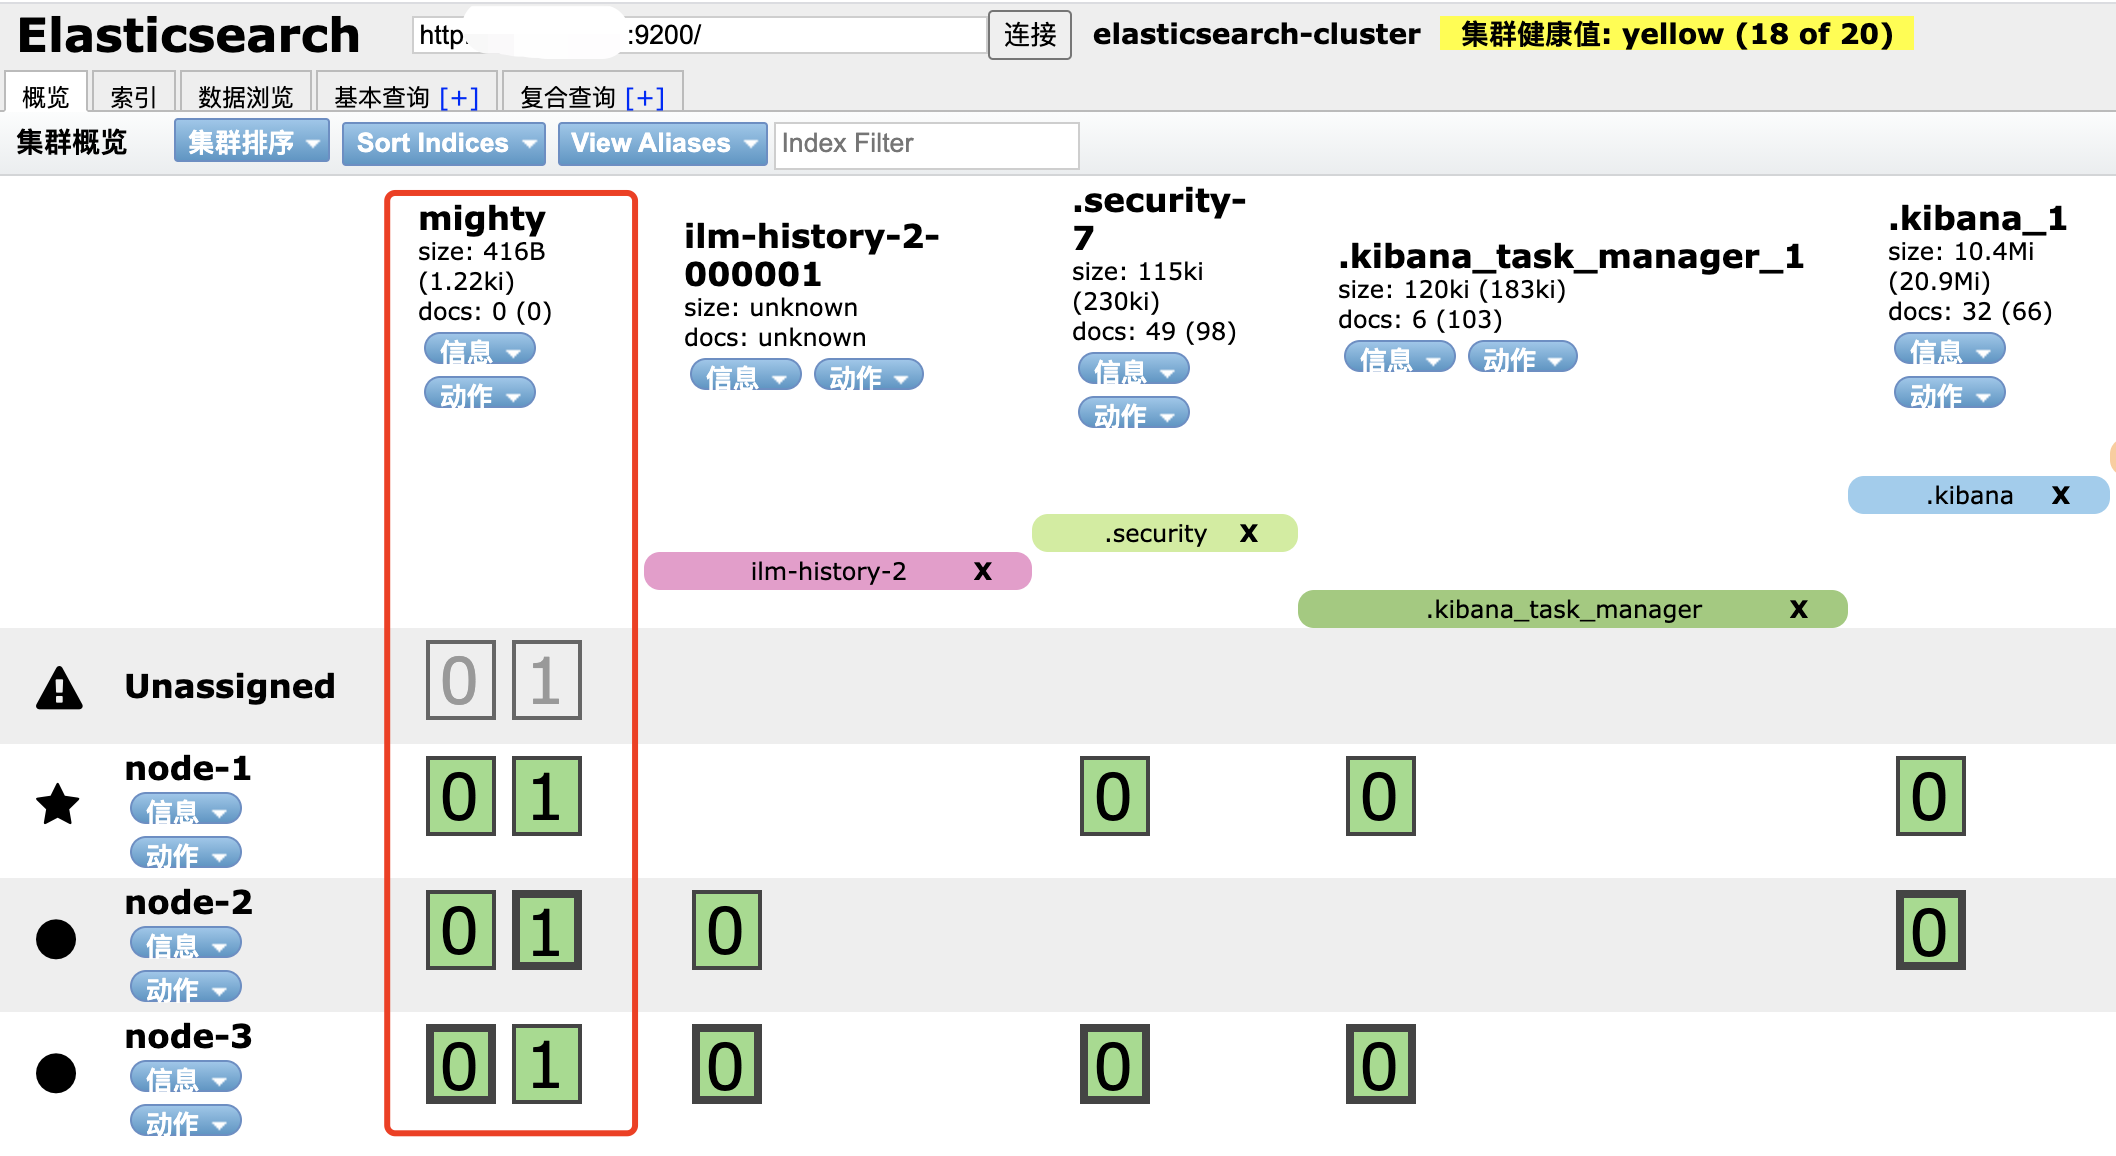 Elasticsearch
http
:9200/
连接
elasticsearch-cluster
集群健康值: yellow (18 of 20)
概览
索引
数据浏览
基本查询 [+]
复合查询 [+]
集群概览
集群排序
Sort Indices
View Aliases
Index Filter
mighty
size: 416B
(1.22ki)
docs: 0 (0)
信息
动作
ilm-history-2-
000001
size: unknown
docs: unknown
信息
动作
.security-
7
size: 115ki
(230ki)
docs: 49 (98)
信息
动作
.kibana_task_manager_1
size: 120ki (183ki)
docs: 6 (103)
信息
动作
.kibana_1
size: 10.4Mi
(20.9Mi)
docs: 32 (66)
信息
动作
.kibana X
.security X
ilm-history-2 X
.kibana_task_manager X
Unassigned
0 1
node-1
信息
动作
0 1 0 0 0
node-2
信息
动作
0 1 0 0
node-3
信息
动作
0 1 0 0 0